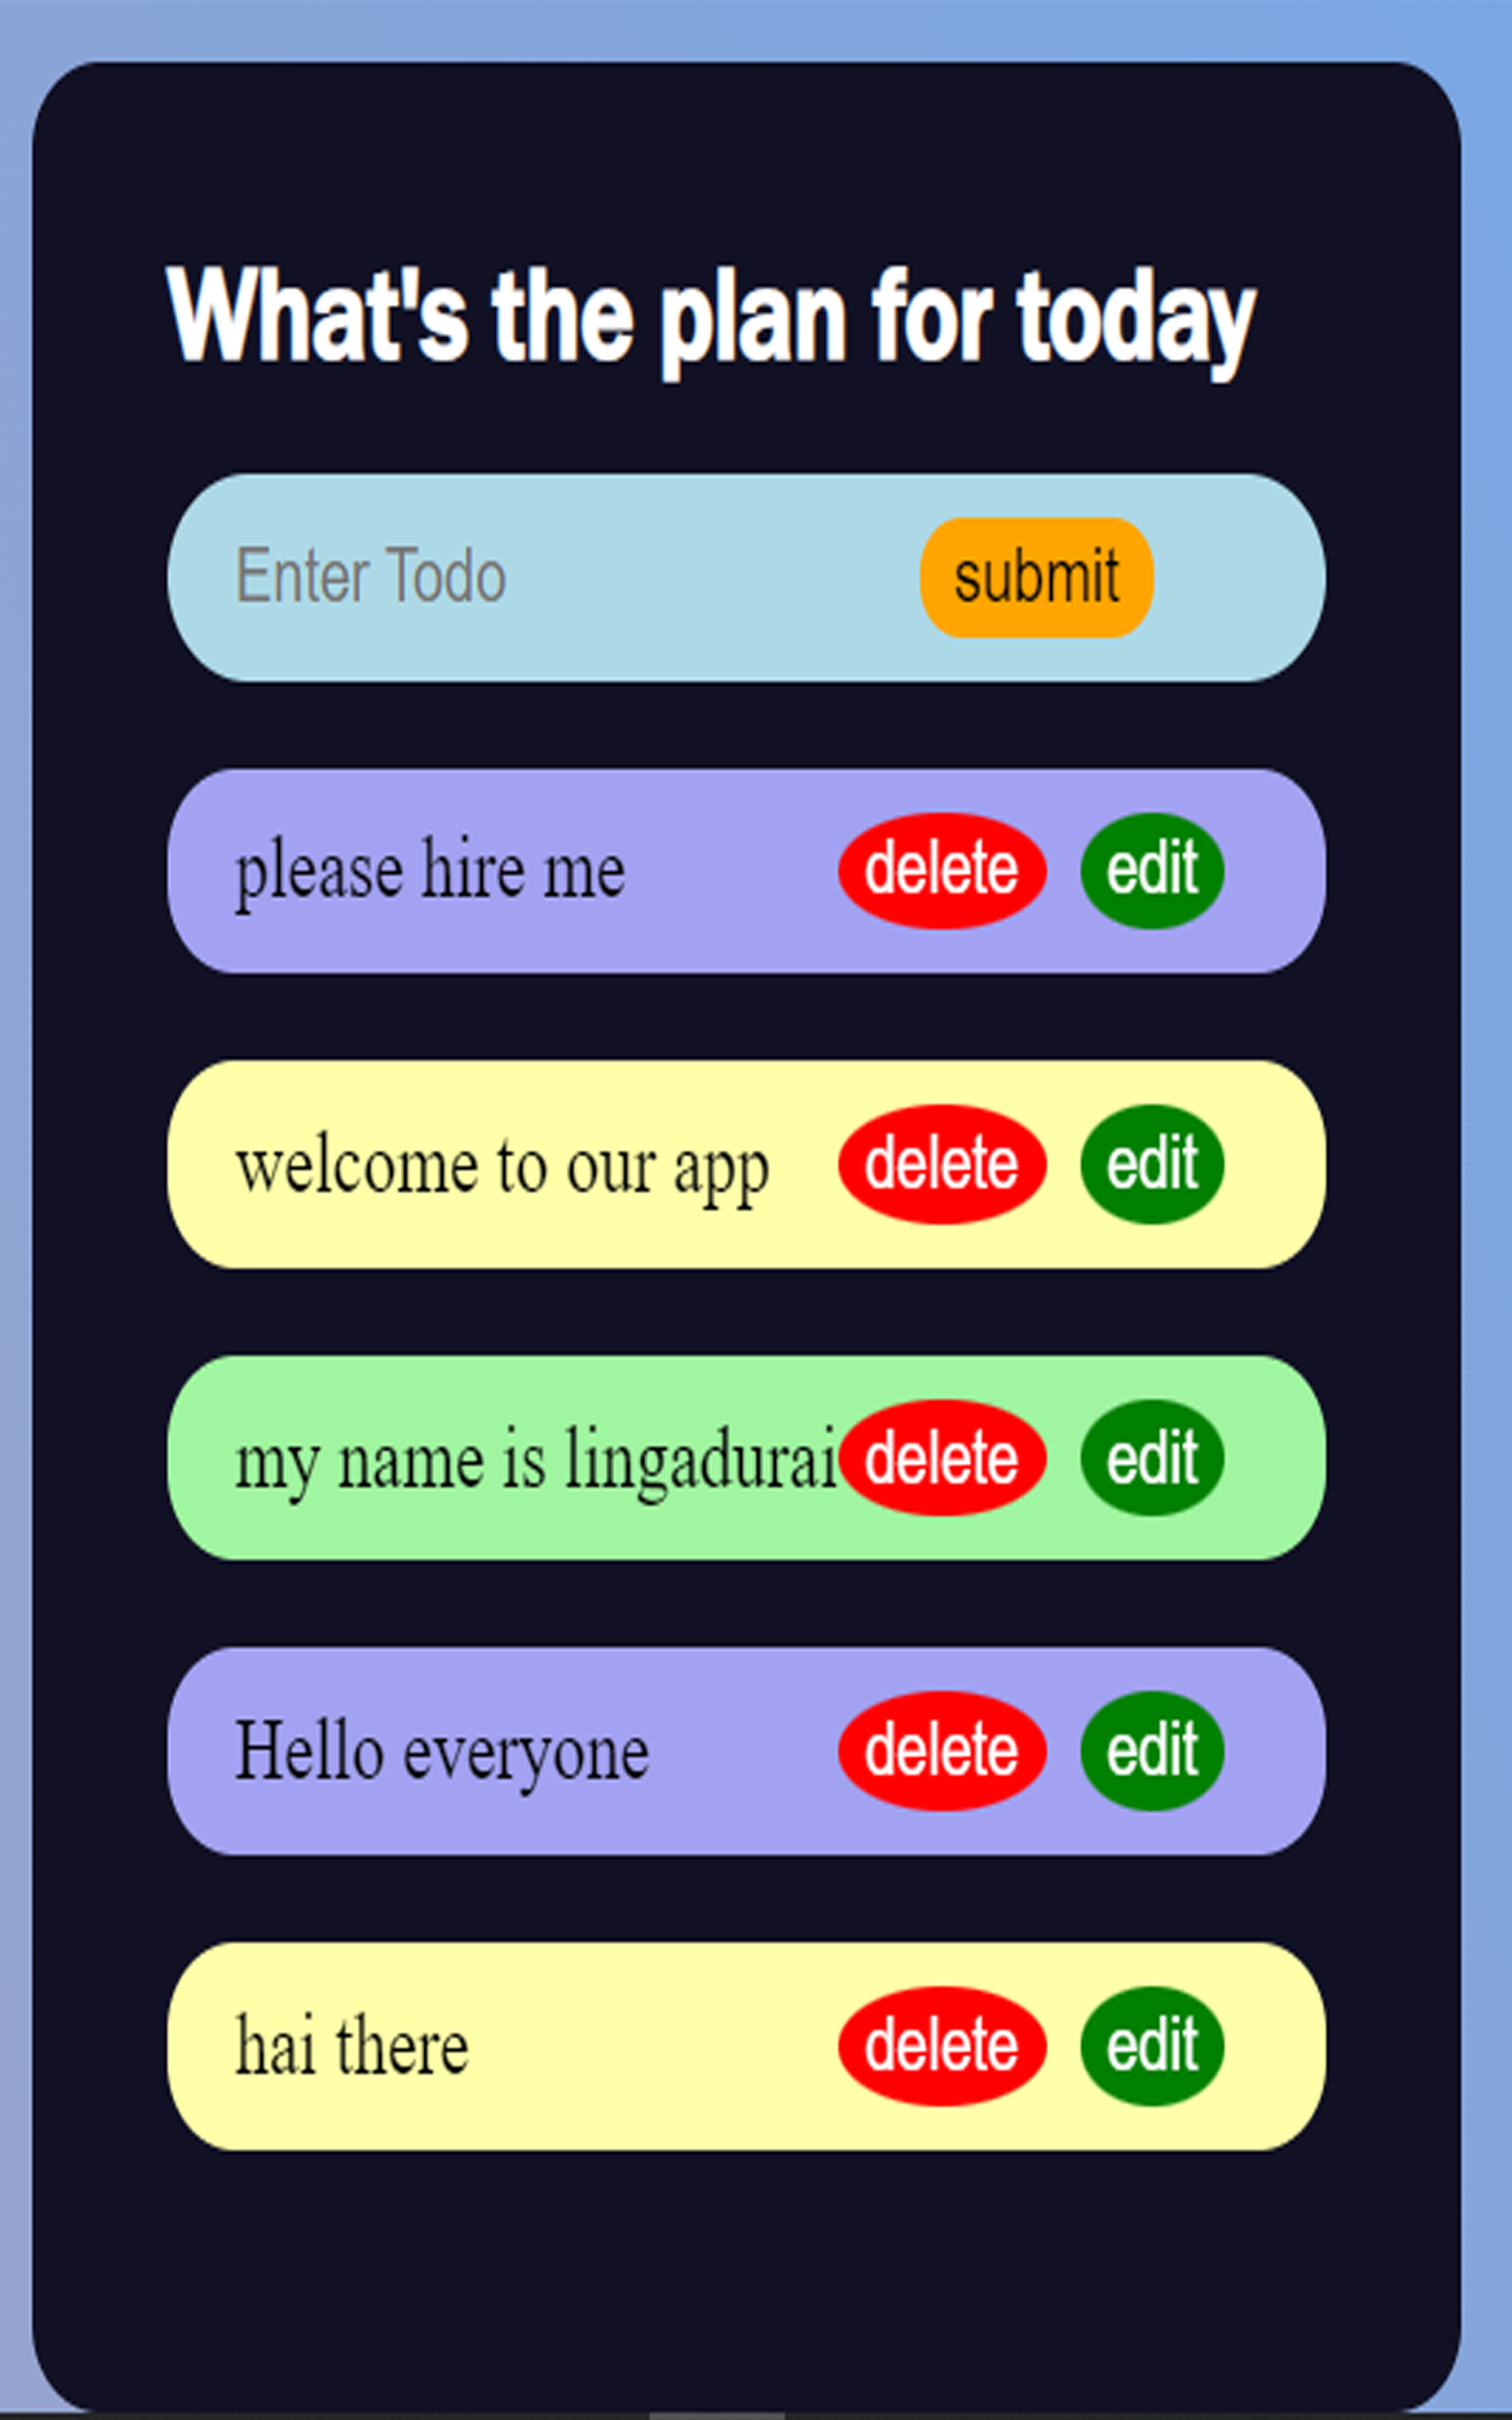 What's the plan for today
Enter Todo submit
please hire me delete edit
welcome to our app delete edit
my name is lingadurai delete edit
Hello everyone delete edit
hai there delete edit